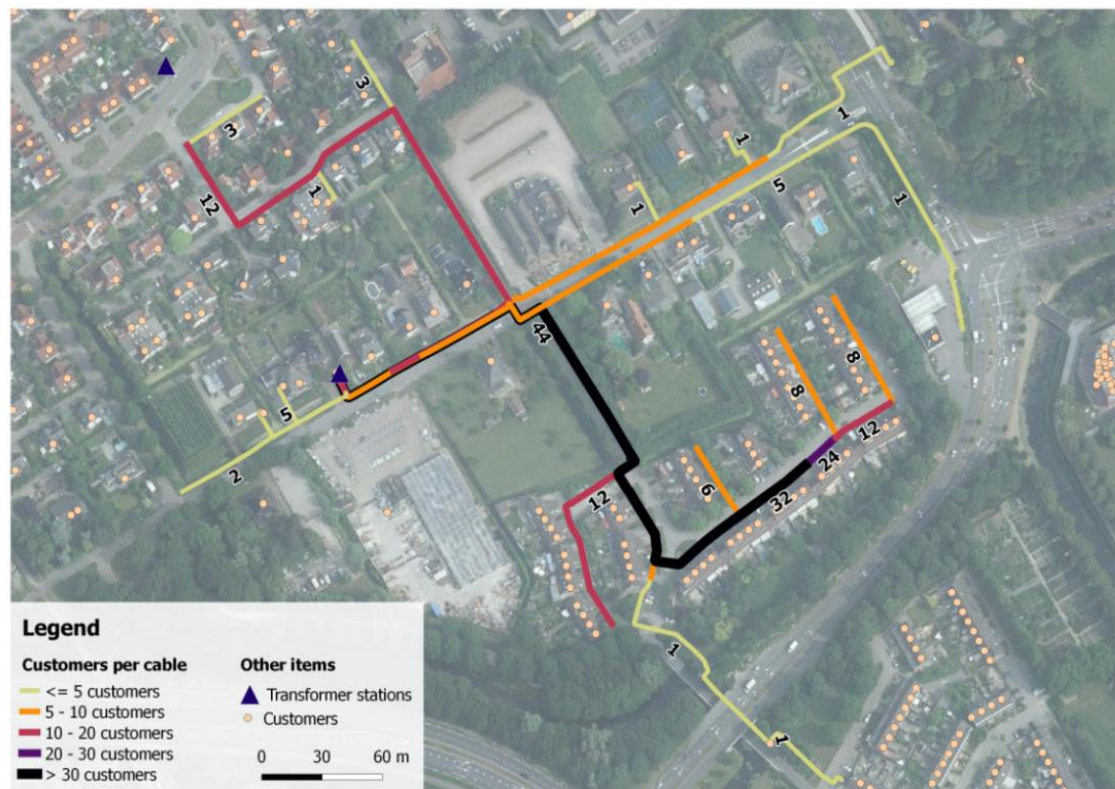 3
3
12
1
1
1
1
5
1
44
5
2
8
8
12
24
32
6
12
1
1
Legend
Customers per cable
Other items
<= 5 customers
5 - 10 customers
10 - 20 customers
20 - 30 customers
> 30 customers
Transformer stations
Customers
0 30 60 m